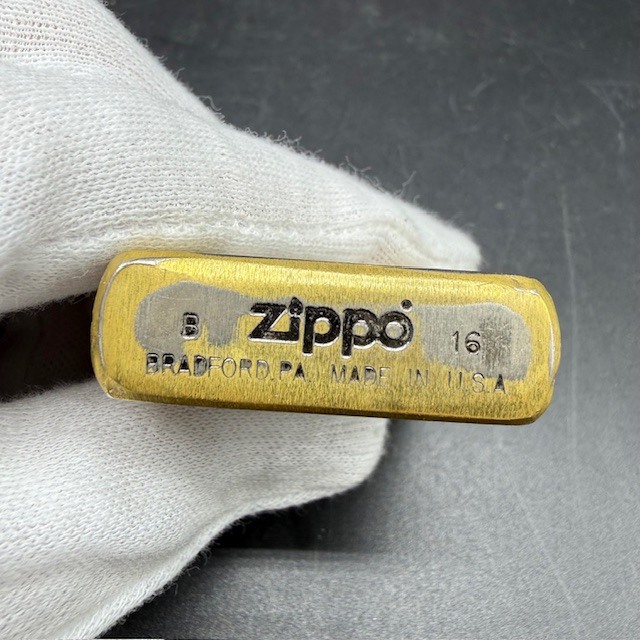 B zippo® 16
BRADFORD, PA. MADE IN U.S.A